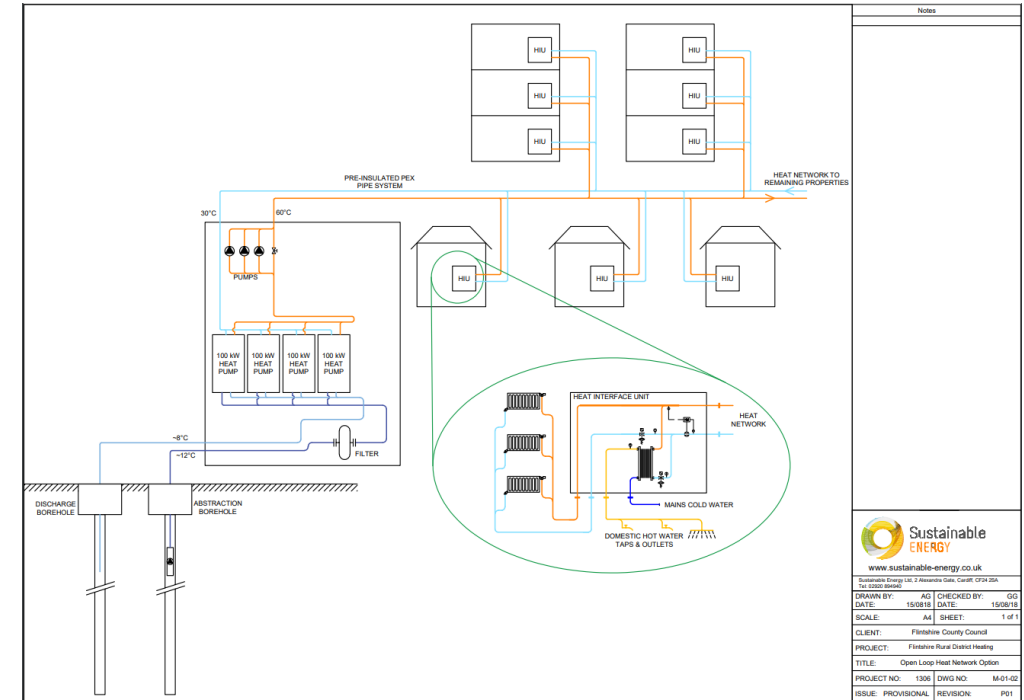 Notes
HIU
HIU
HIU
HIU
HIU
HIU
PRE-INSULATED PEX
PIPE SYSTEM
HEAT NETWORK TO
REMAINING PROPERTIES
30°C
60°C
PUMPS
HIU
HIU
HIU
100 kW
HEAT
PUMP
100 kW
HEAT
PUMP
100 kW
HEAT
PUMP
100 kW
HEAT
PUMP
~8°C
~12°C
FILTER
DISCHARGE
BOREHOLE
ABSTRACTION
BOREHOLE
HEAT INTERFACE UNIT
HEAT
NETWORK
MAINS COLD WATER
DOMESTIC HOT WATER
TAPS & OUTLETS
Sustainable
ENERGY
www.sustainable-energy.co.uk
Sustainable Energy Ltd, 2 Alexandra Gate, Cardiff, CF24 2SA
Tel: 02920 894940
DRAWN BY: AG CHECKED BY: GG
DATE: 15/0818 DATE: 15/08/18
SCALE: A4 SHEET: 1 of 1
CLIENT: Flintshire County Council
PROJECT: Flintshire Rural District Heating
TITLE: Open Loop Heat Network Option
PROJECT NO: 1306 DWG NO: M-01-02
ISSUE: PROVISIONAL REVISION: P01